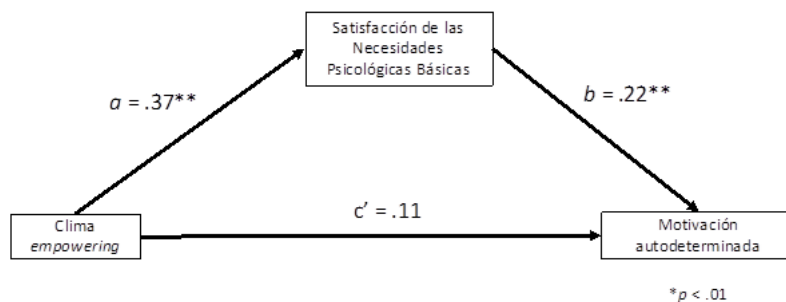 Satisfacción de las
Necesidades
Psicológicas Básicas
a = .37**
b = .22**
c’ = .11
Clima
empowering
Motivación
autodeterminada
*p < .01